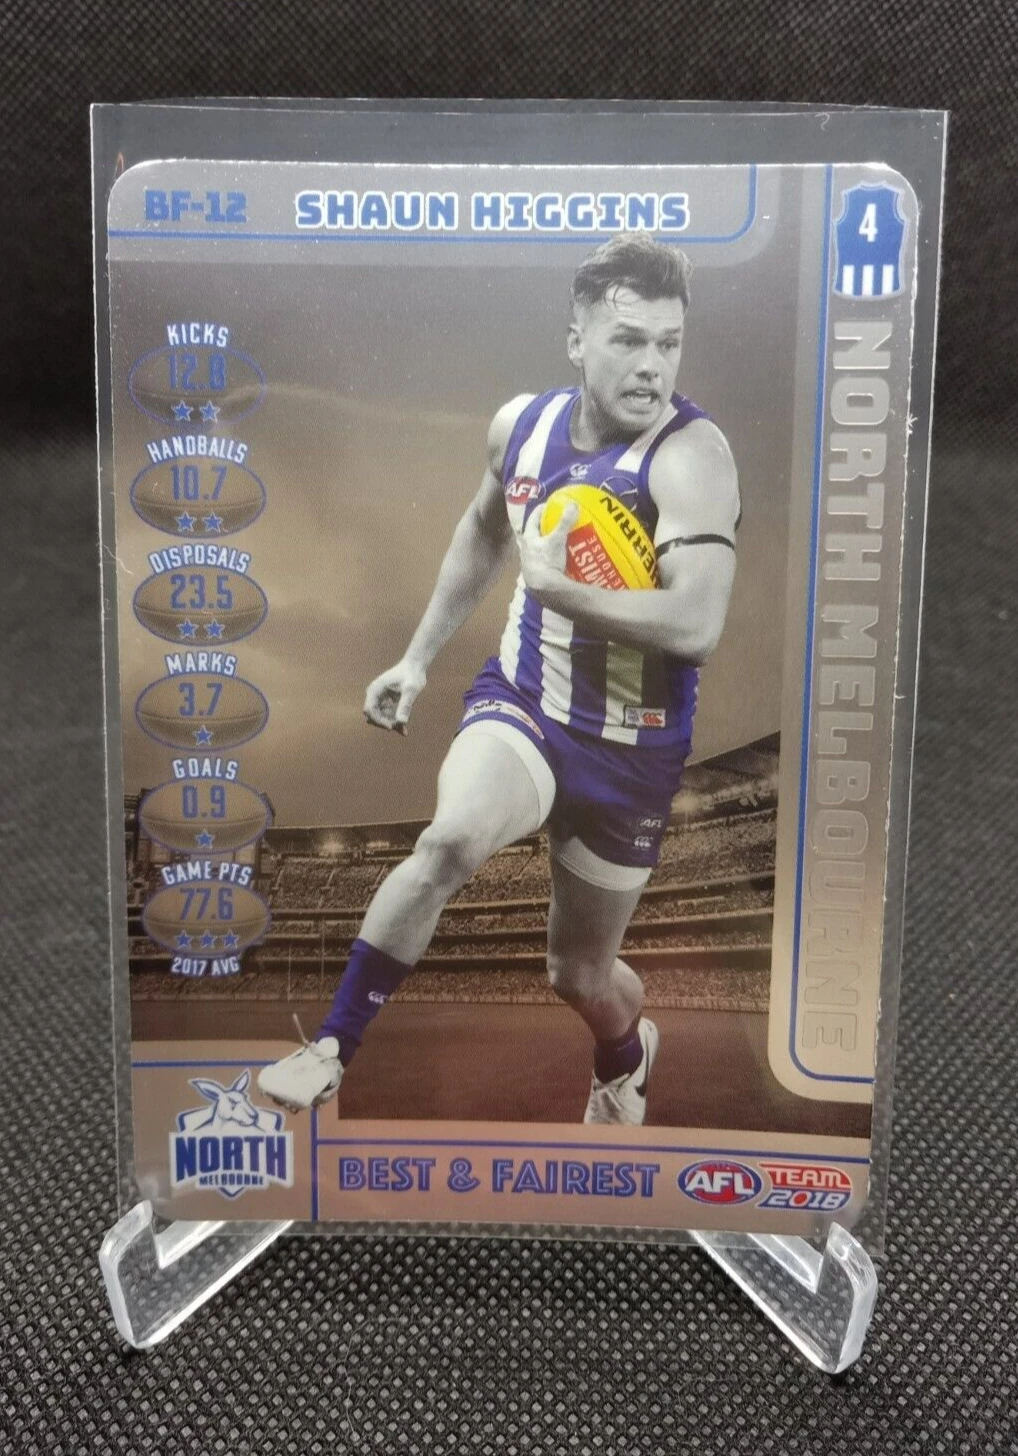 BF-12 SHAUN HIGGINS
4
NORTH MELBOURNE
KICKS
12.8
HANDBALLS
10.7
DISPOSALS
23.5
MARKS
3.7
GOALS
0.9
GAME PTS
77.6
2017 AVG
AFL
AFL
NORTH
MELBOURNE
BEST & FAIREST
AFL
TEAM
2018